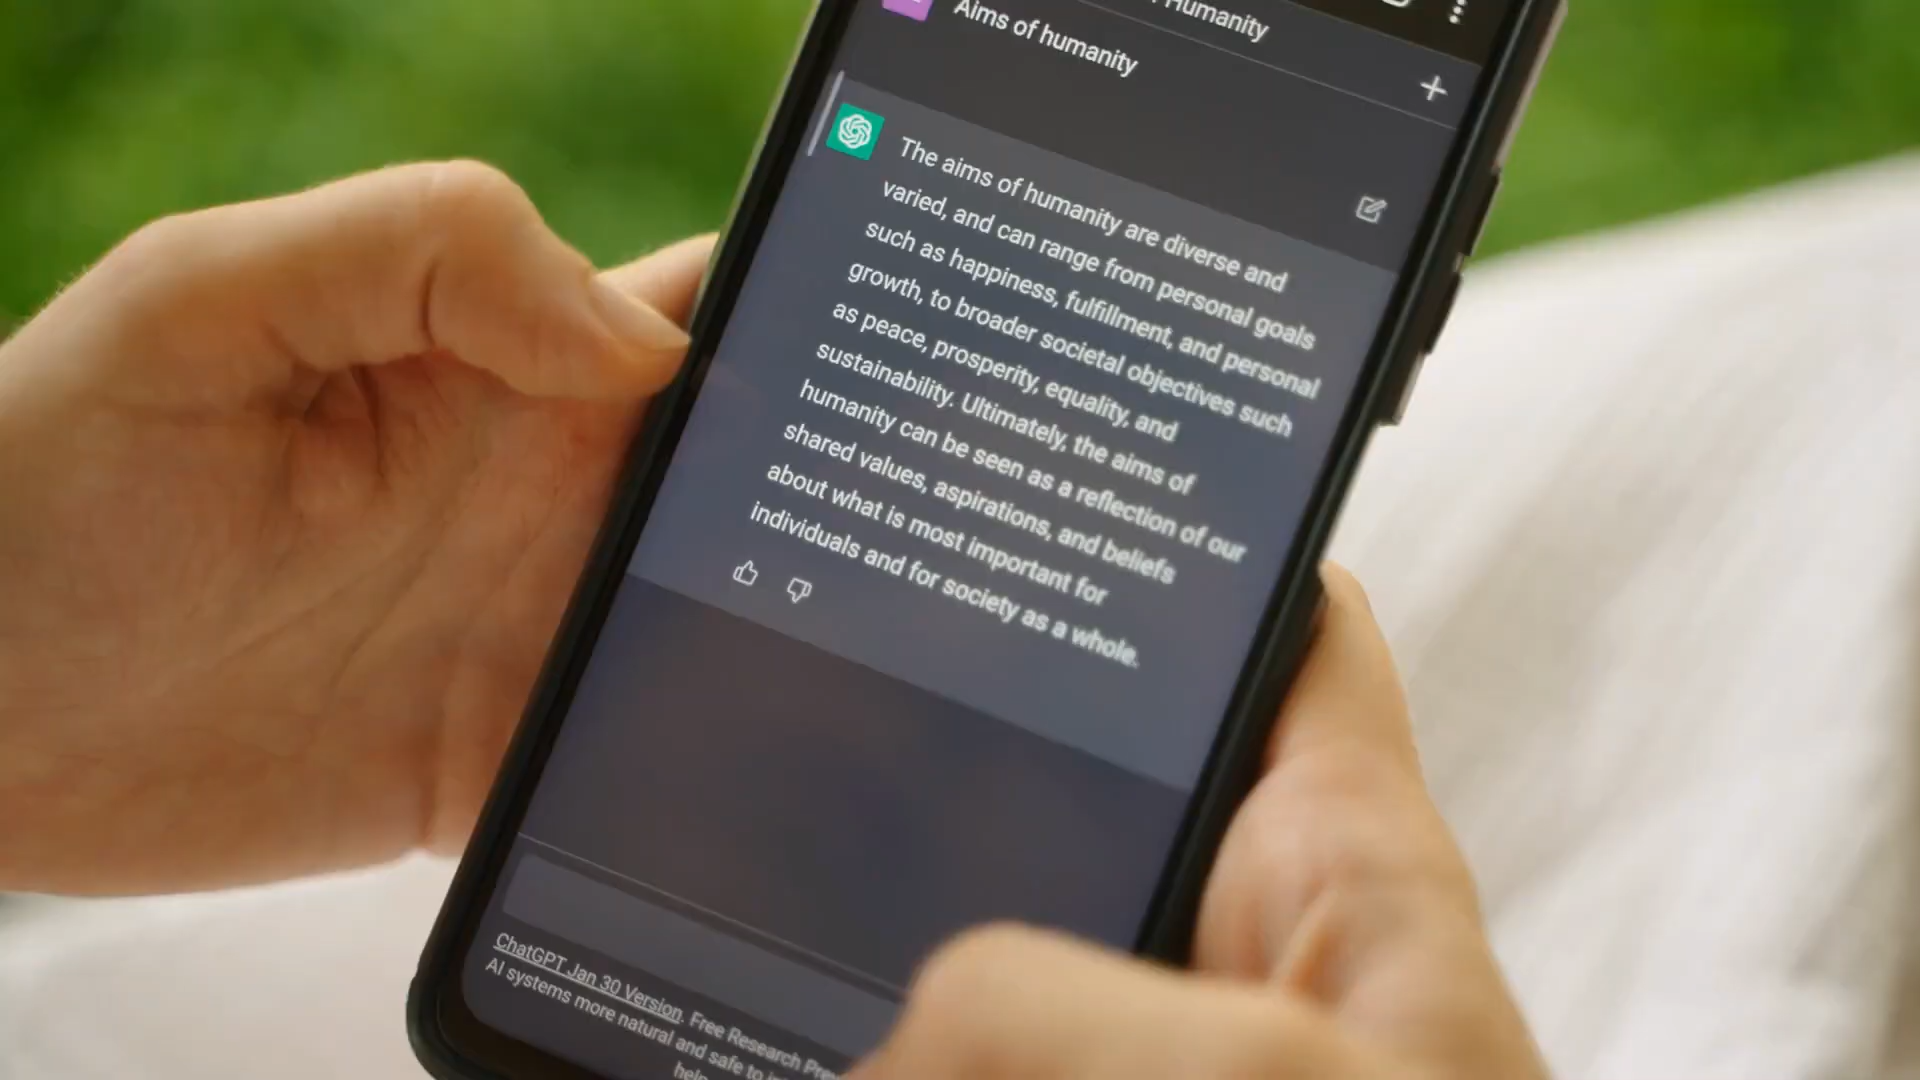 Humanity
Aims of humanity
The aims of humanity are diverse and
varied, and can range from personal goals
such as happiness, fulfillment, and personal
growth, to broader societal objectives such
as peace, prosperity, equality, and
sustainability. Ultimately, the aims of
humanity can be seen as a reflection of our
shared values, aspirations, and beliefs
about what is most important for
individuals and for society as a whole.
ChatGPT Jan 30 Version. Free Research
AI systems more natural and safe to